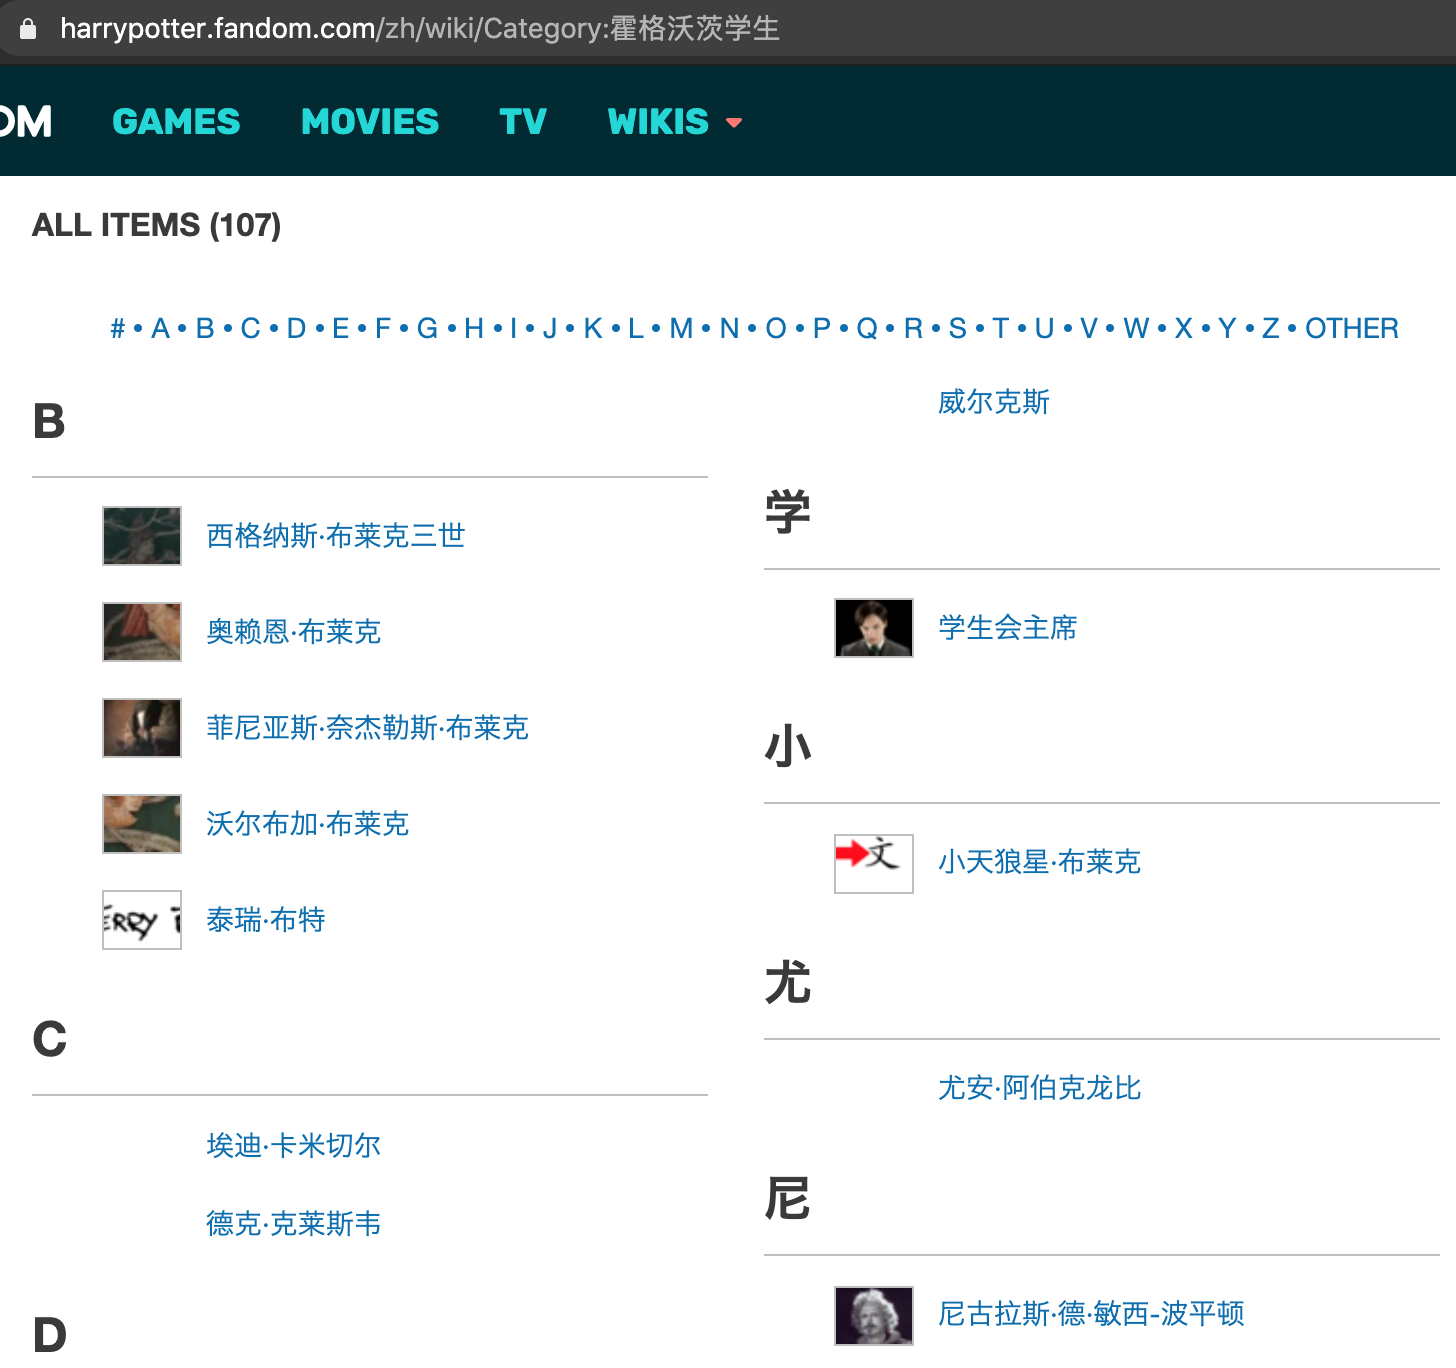 harrypotter.fandom.com/zh/wiki/Category:霍格沃茨学生
OM GAMES MOVIES TV WIKIS
ALL ITEMS (107)
# • A • B • C • D • E • F • G • H • I • J • K • L • M • N • O • P • Q • R • S • T • U • V • W • X • Y • Z • OTHER
B
西格纳斯·布莱克三世
奥赖恩·布莱克
菲尼亚斯·奈杰勒斯·布莱克
沃尔布加·布莱克
ERRY
泰瑞·布特
C
埃迪·卡米切尔
德克·克莱斯韦
D
威尔克斯
学
学生会主席
小
文
小天狼星·布莱克
尤
尤安·阿伯克龙比
尼
尼古拉斯·德·敏西-波平顿